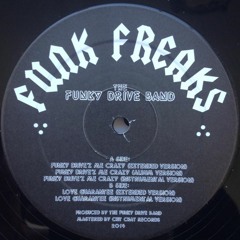 FUNK FREAKS
THE
FUNKY DRIVE BAND
A SIDE:
FUNKY DRIVE'Z ME CRAZY (EXTENDED VERSION)
FUNKY DRIVE'Z ME CRAZY (ALBUM VERSION)
FUNKY DRIVE'Z ME CRAZY (INSTRUMENTAL VERSION)
B SIDE:
LOVE GUARANTEE (EXTENDED VERSION)
LOVE GUARANTEE (INSTRUMENTAL VERSION)
PRODUCED BY THE FUNKY DRIVE BAND
MASTERED BY CHIT CHAT RECORDS